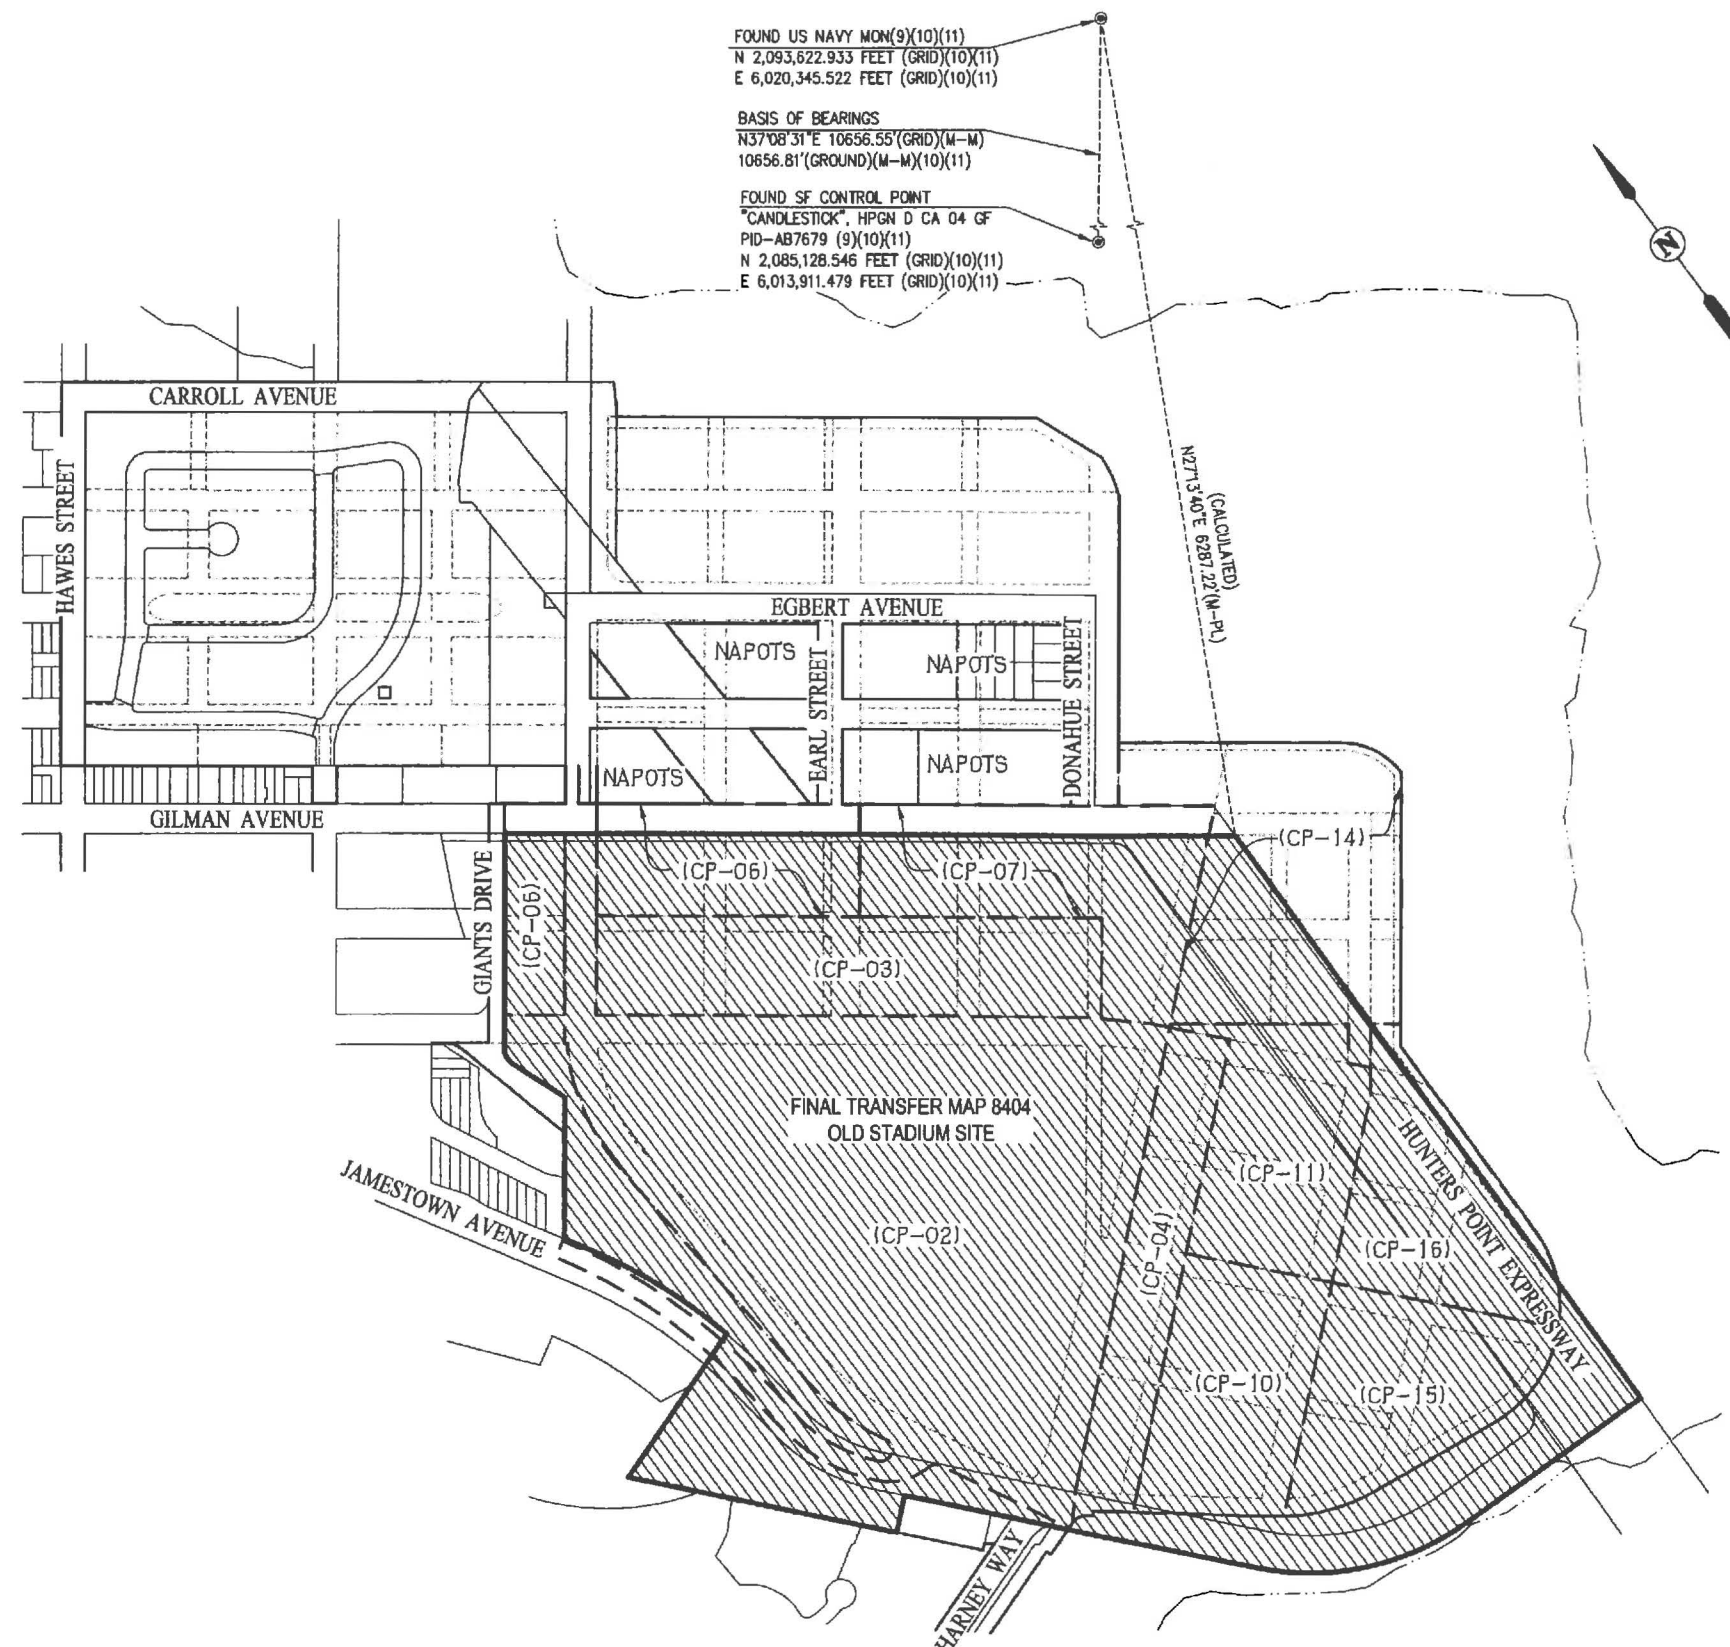 FOUND US NAVY MON(9)(10)(11)
N 2,093,622.933 FEET (GRID)(10)(11)
E 6,020,345.522 FEET (GRID)(10)(11)
BASIS OF BEARINGS
N37°08'31"E 10656.55'(GRID)(M-M)
10656.81'(GROUND)(M-M)(10)(11)
FOUND SF CONTROL POINT
"CANDLESTICK", HPGN D CA 04 GF
PID-AB7679 (9)(10)(11)
N 2,085,128.546 FEET (GRID)(10)(11)
E 6,013,911.479 FEET (GRID)(10)(11)
N
CARROLL AVENUE
HAWES STREET
(CALCULATED)
N27°13'40"E 6287.22'(M-PL)
EGBERT AVENUE
NAPOTS
NAPOTS
EARL STREET
DONAHUE STREET
NAPOTS
NAPOTS
GILMAN AVENUE
(CP-14)
GIANTS DRIVE
(CP-06)
(CP-06)
(CP-07)
(CP-03)
FINAL TRANSFER MAP 8404
OLD STADIUM SITE
HUNTERS POINT EXPRESSWAY
JAMESTOWN AVENUE
(CP-11)
(CP-02)
(CP-04)
(CP-16)
(CP-10)
(CP-15)
HARNEY WAY